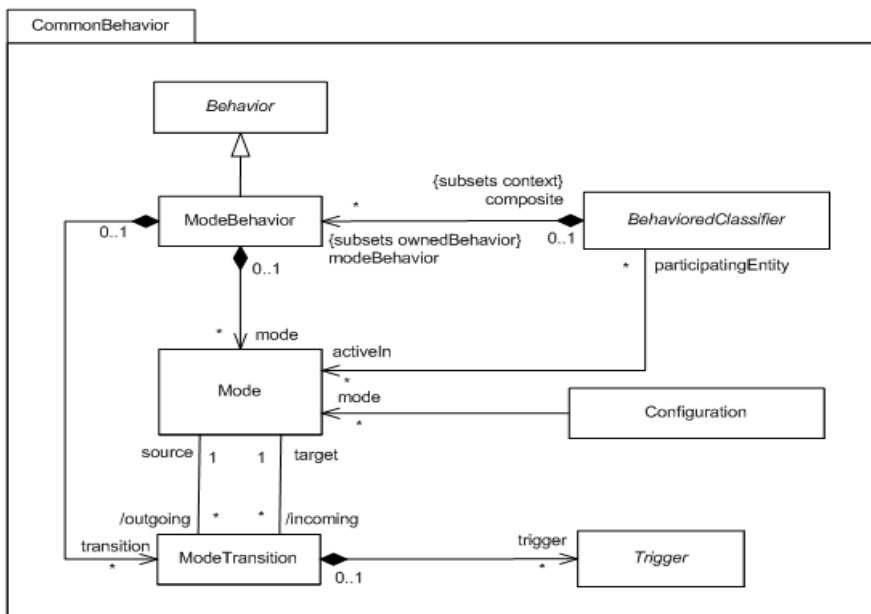 CommonBehavior
Behavior
{subsets context}
composite
*
ModeBehavior
BehavioredClassifier
0..1
{subsets ownedBehavior}
0..1
modeBehavior
0..1
*
participatingEntity
* mode
activeIn
*
Mode
mode
*
Configuration
source 1 1 target
/outgoing * * /incoming
transition
*
ModeTransition
0..1
trigger
*
Trigger